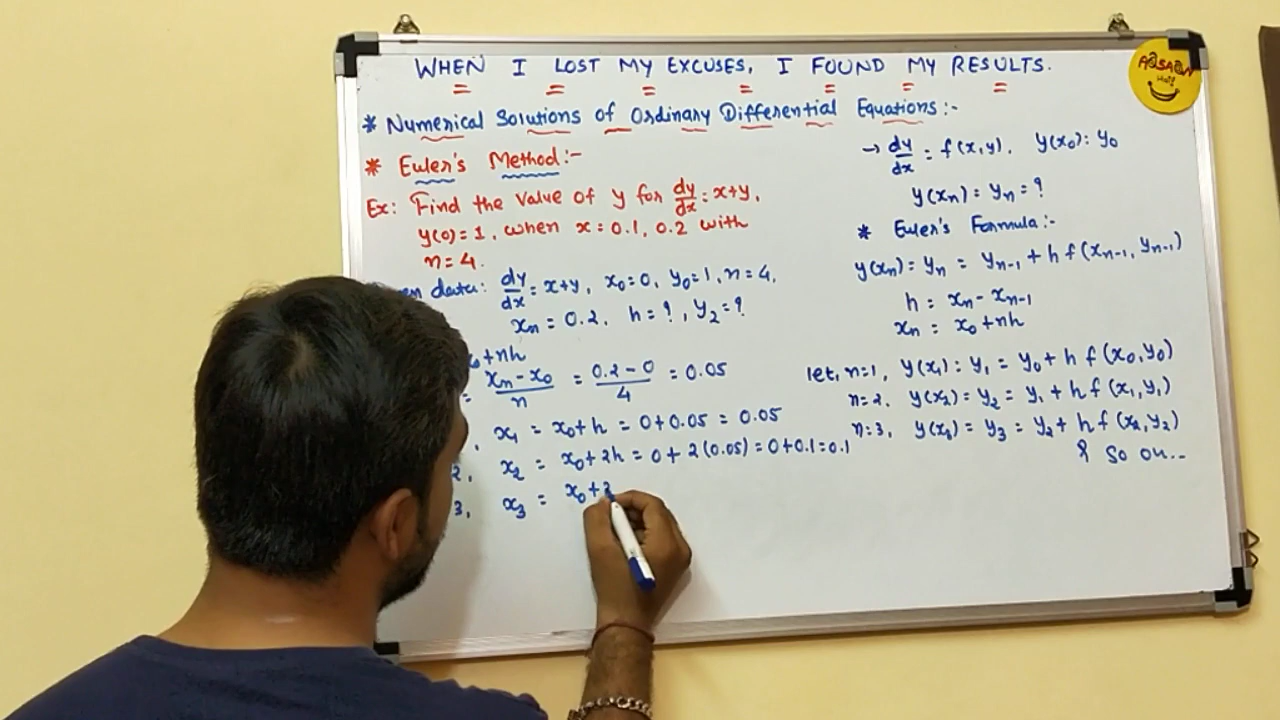 WHEN I LOST MY EXCUSES, I FOUND MY RESULTS.
* Numerical Solutions of Ordinary Differential Equations:-
* Euler's Method:-
Ex: Find the value of y for dy/dx = x+y,
y(0)=1, when x=0.1, 0.2 with
n=4.
data: dy/dx = x+y, x₀=0, y₀=1, n=4,
xₙ = 0.2, h=?, y₂=?
+nh
= xₙ - x₀ / n = 0.2 - 0 / 4 = 0.05
, x₁ = x₀+h = 0+0.05 = 0.05
2, x₂ = x₀+2h = 0+2(0.05) = 0+0.1=0.1
3, x₃ = x₀+3
→ dy/dx = f(x,y), y(x₀)=y₀
y(xₙ)=yₙ=?
* Euler's Formula:-
y(xₙ)=yₙ = yₙ₋₁ + h f(xₙ₋₁, yₙ₋₁)
h = xₙ - xₙ₋₁
xₙ = x₀+nh
let, n=1, y(x₁)=y₁ = y₀+h f(x₀,y₀)
n=2, y(x₂)=y₂ = y₁+h f(x₁,y₁)
n=3, y(x₃)=y₃ = y₂+h f(x₂,y₂)
& so on...